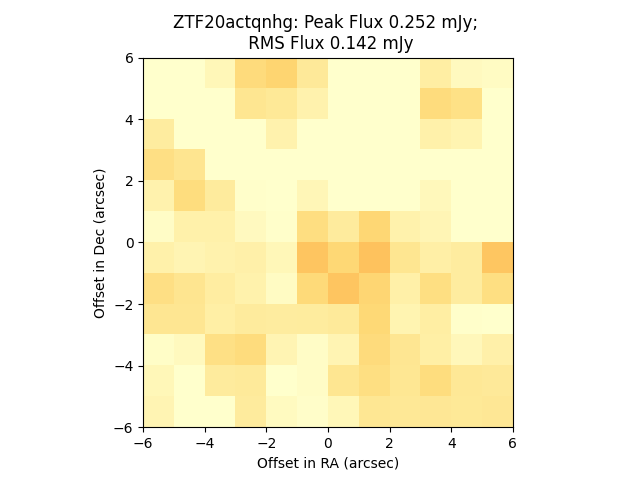 ZTF20actqnhg: Peak Flux 0.252 mJy;
RMS Flux 0.142 mJy
6
4
2
0
−2
−4
−6
Offset in Dec (arcsec)
−6 −4 −2 0 2 4 6
Offset in RA (arcsec)